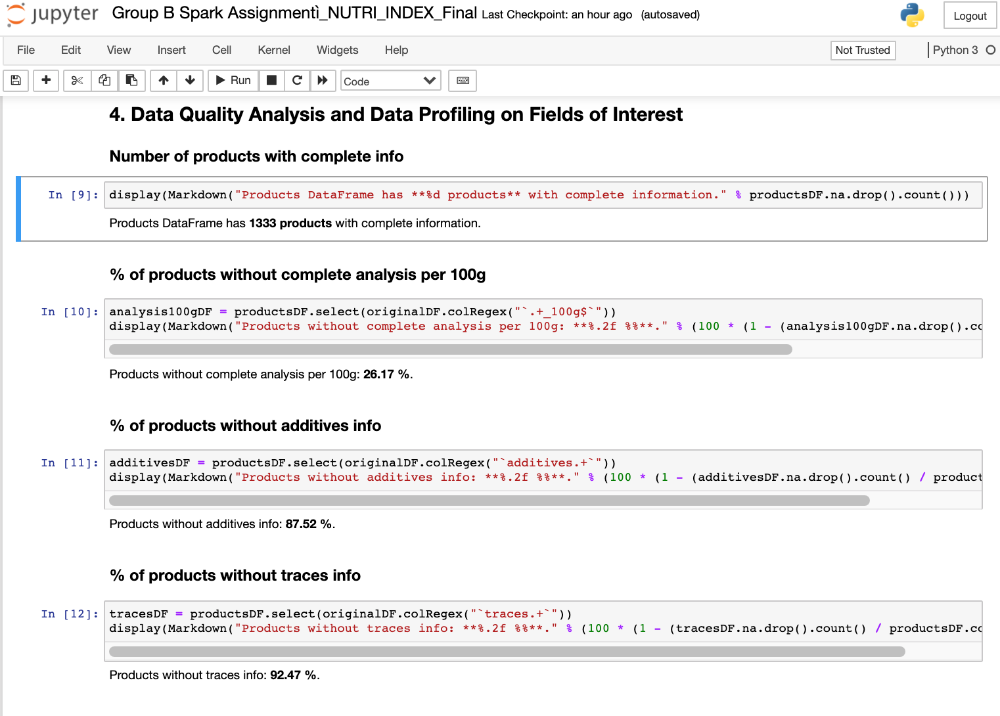 jupyter Group B Spark Assignmentì_NUTRI_INDEX_Final Last Checkpoint: an hour ago (autosaved) Logout
File Edit View Insert Cell Kernel Widgets Help Not Trusted Python 3
Run Code
4. Data Quality Analysis and Data Profiling on Fields of Interest
Number of products with complete info
In [9]: display(Markdown("Products DataFrame has **%d products** with complete information." % productsDF.na.drop().count()))
Products DataFrame has 1333 products with complete information.
% of products without complete analysis per 100g
In [10]: analysis100gDF = productsDF.select(originalDF.colRegex("`.+_100g$`"))
display(Markdown("Products without complete analysis per 100g: **%.2f %%**." % (100 * (1 - (analysis100gDF.na.drop().co
Products without complete analysis per 100g: 26.17 %.
% of products without additives info
In [11]: additivesDF = productsDF.select(originalDF.colRegex("`additives.+`"))
display(Markdown("Products without additives info: **%.2f %%**." % (100 * (1 - (additivesDF.na.drop().count() / product
Products without additives info: 87.52 %.
% of products without traces info
In [12]: tracesDF = productsDF.select(originalDF.colRegex("`traces.+`"))
display(Markdown("Products without traces info: **%.2f %%**." % (100 * (1 - (tracesDF.na.drop().count() / productsDF.co
Products without traces info: 92.47 %.